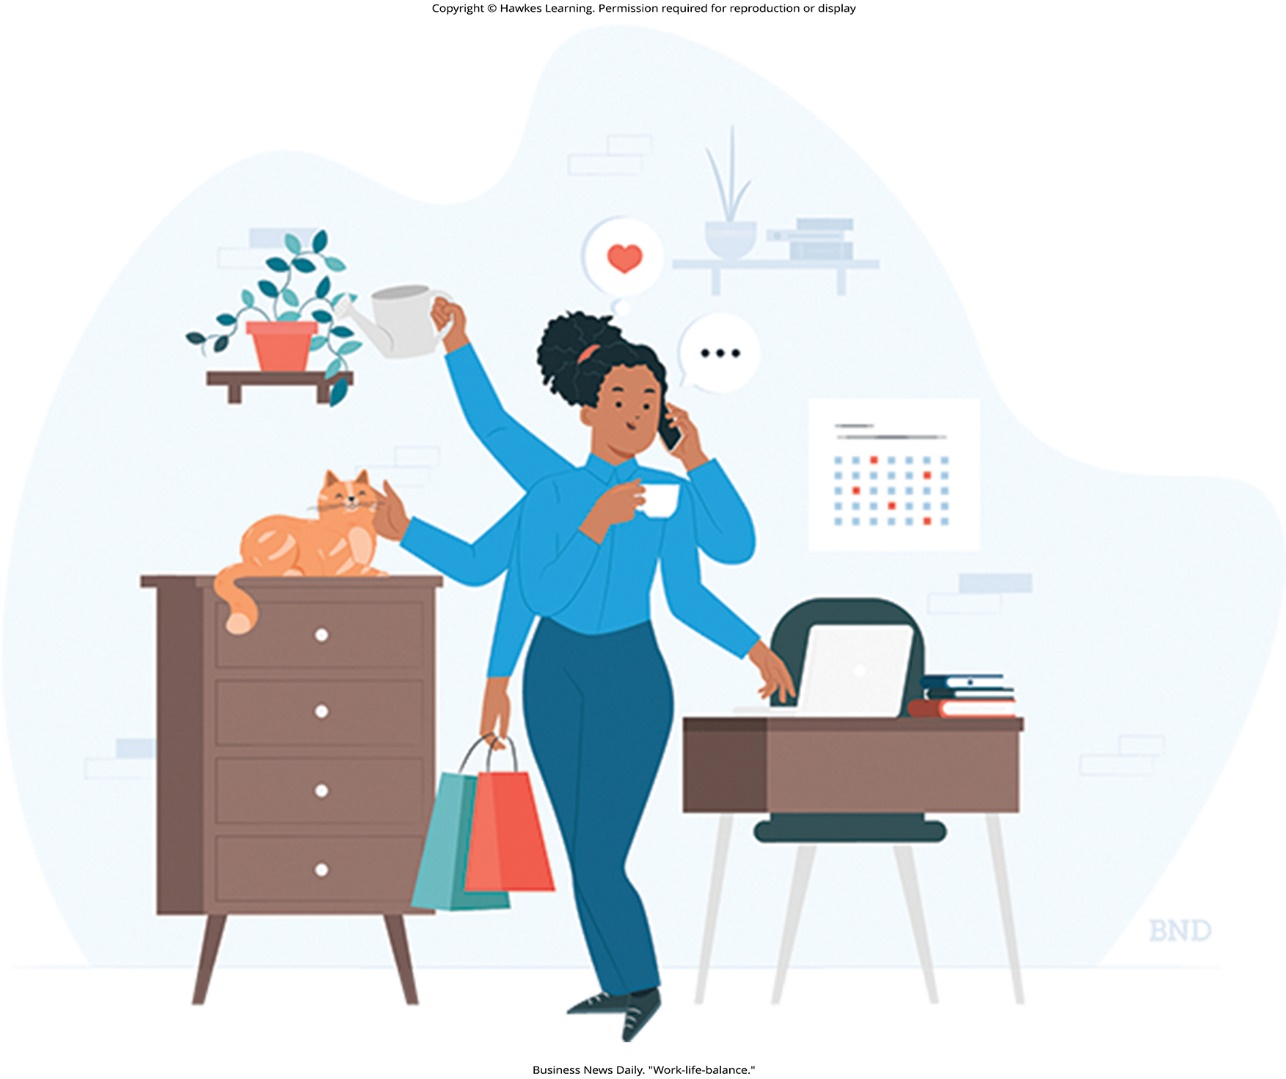 Copyright © Hawkes Learning. Permission required for reproduction or display
BND
Business News Daily. "Work-life-balance."